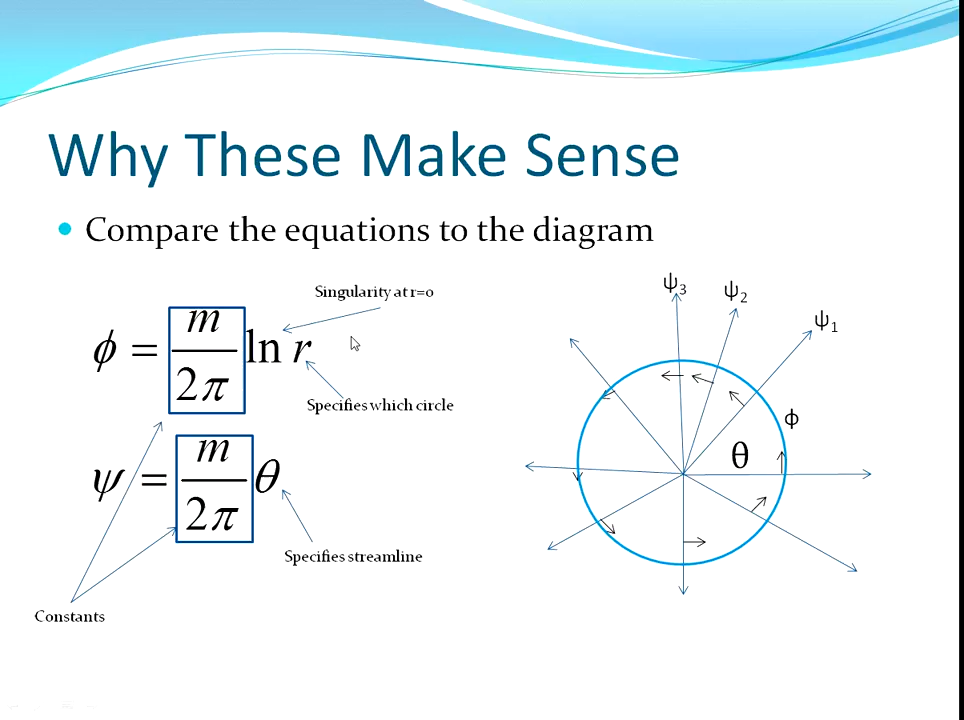 Why These Make Sense
• Compare the equations to the diagram
Singularity at r=0
ϕ = m/2π ln r
Specifies which circle
ψ = m/2π θ
Specifies streamline
Constants
ψ3
ψ2
ψ1
ϕ
θ